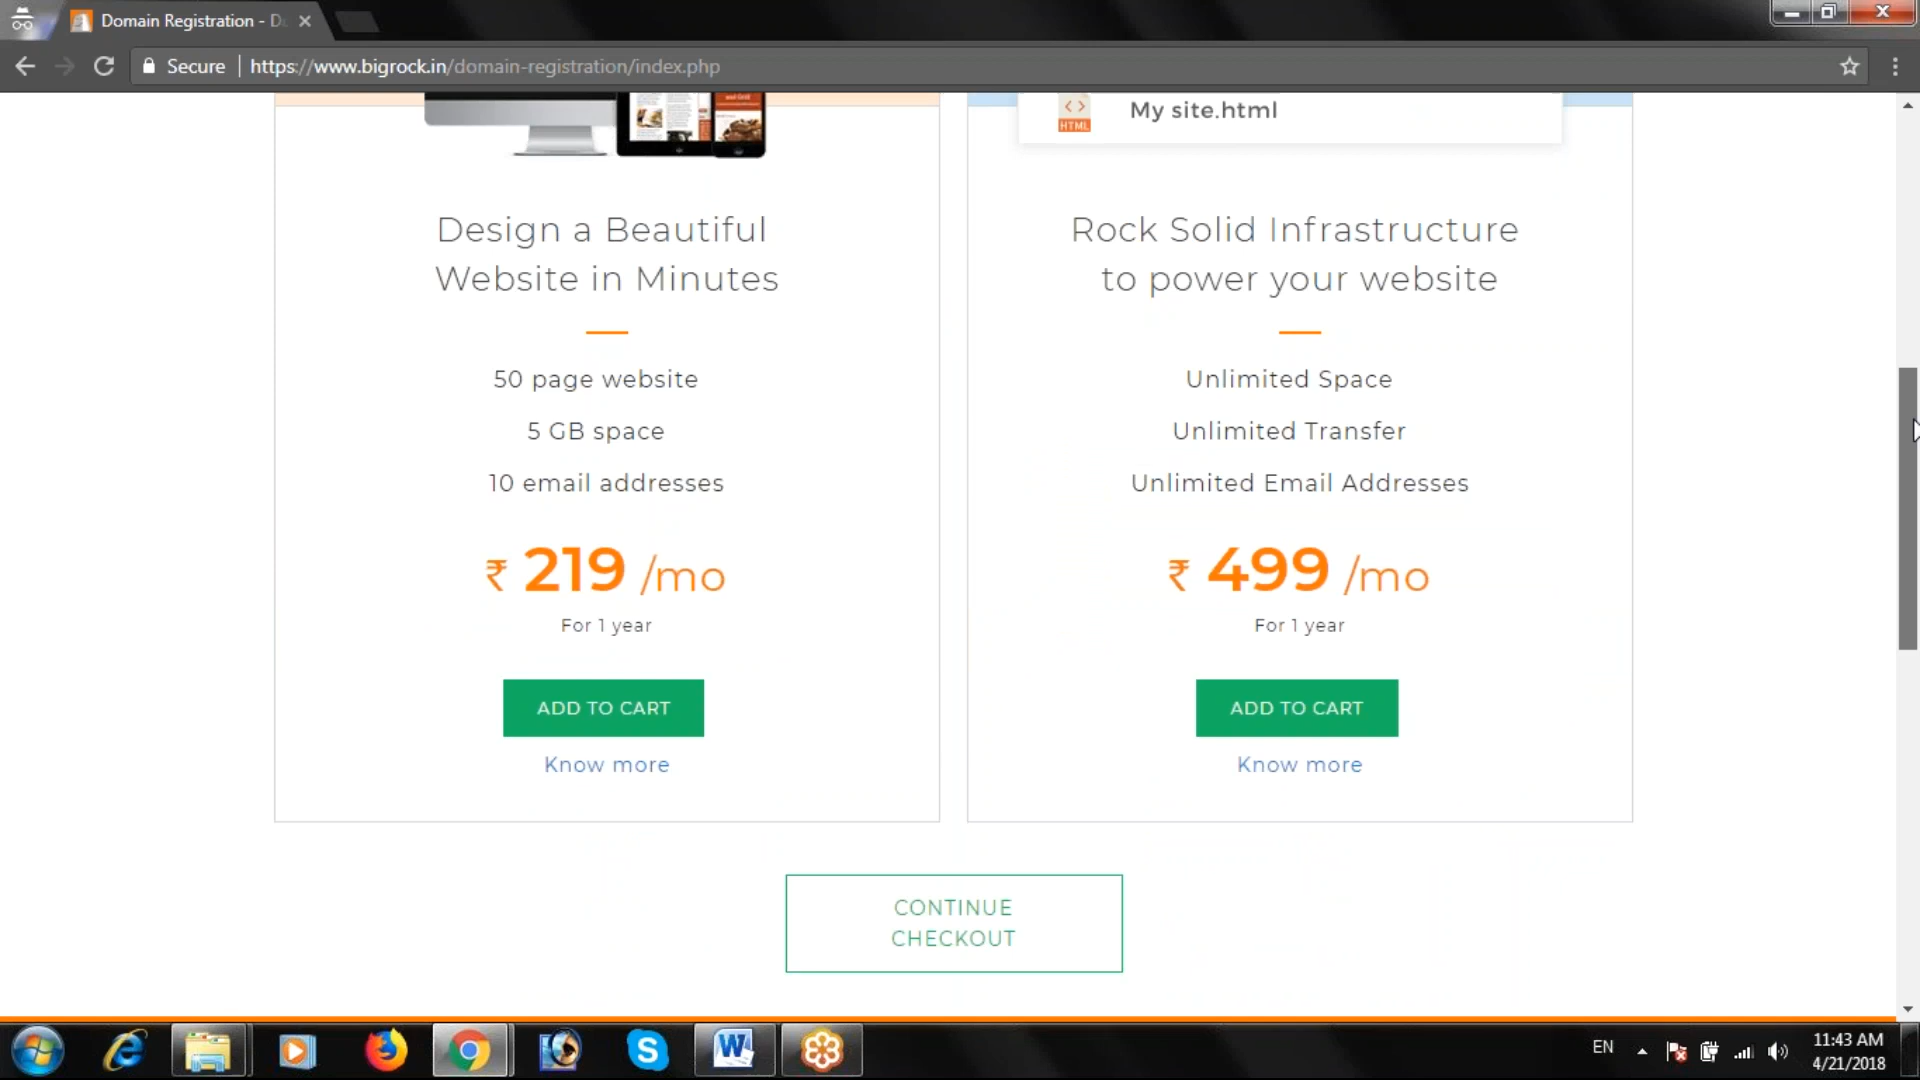 Domain Registration - D
Secure
https://www.bigrock.in/domain-registration/index.php
HTML
My site.html
Design a Beautiful
Website in Minutes
50 page website
5 GB space
10 email addresses
₹ 219 /mo
For 1 year
ADD TO CART
Know more
Rock Solid Infrastructure
to power your website
Unlimited Space
Unlimited Transfer
Unlimited Email Addresses
₹ 499 /mo
For 1 year
ADD TO CART
Know more
CONTINUE
CHECKOUT
EN
11:43 AM
4/21/2018